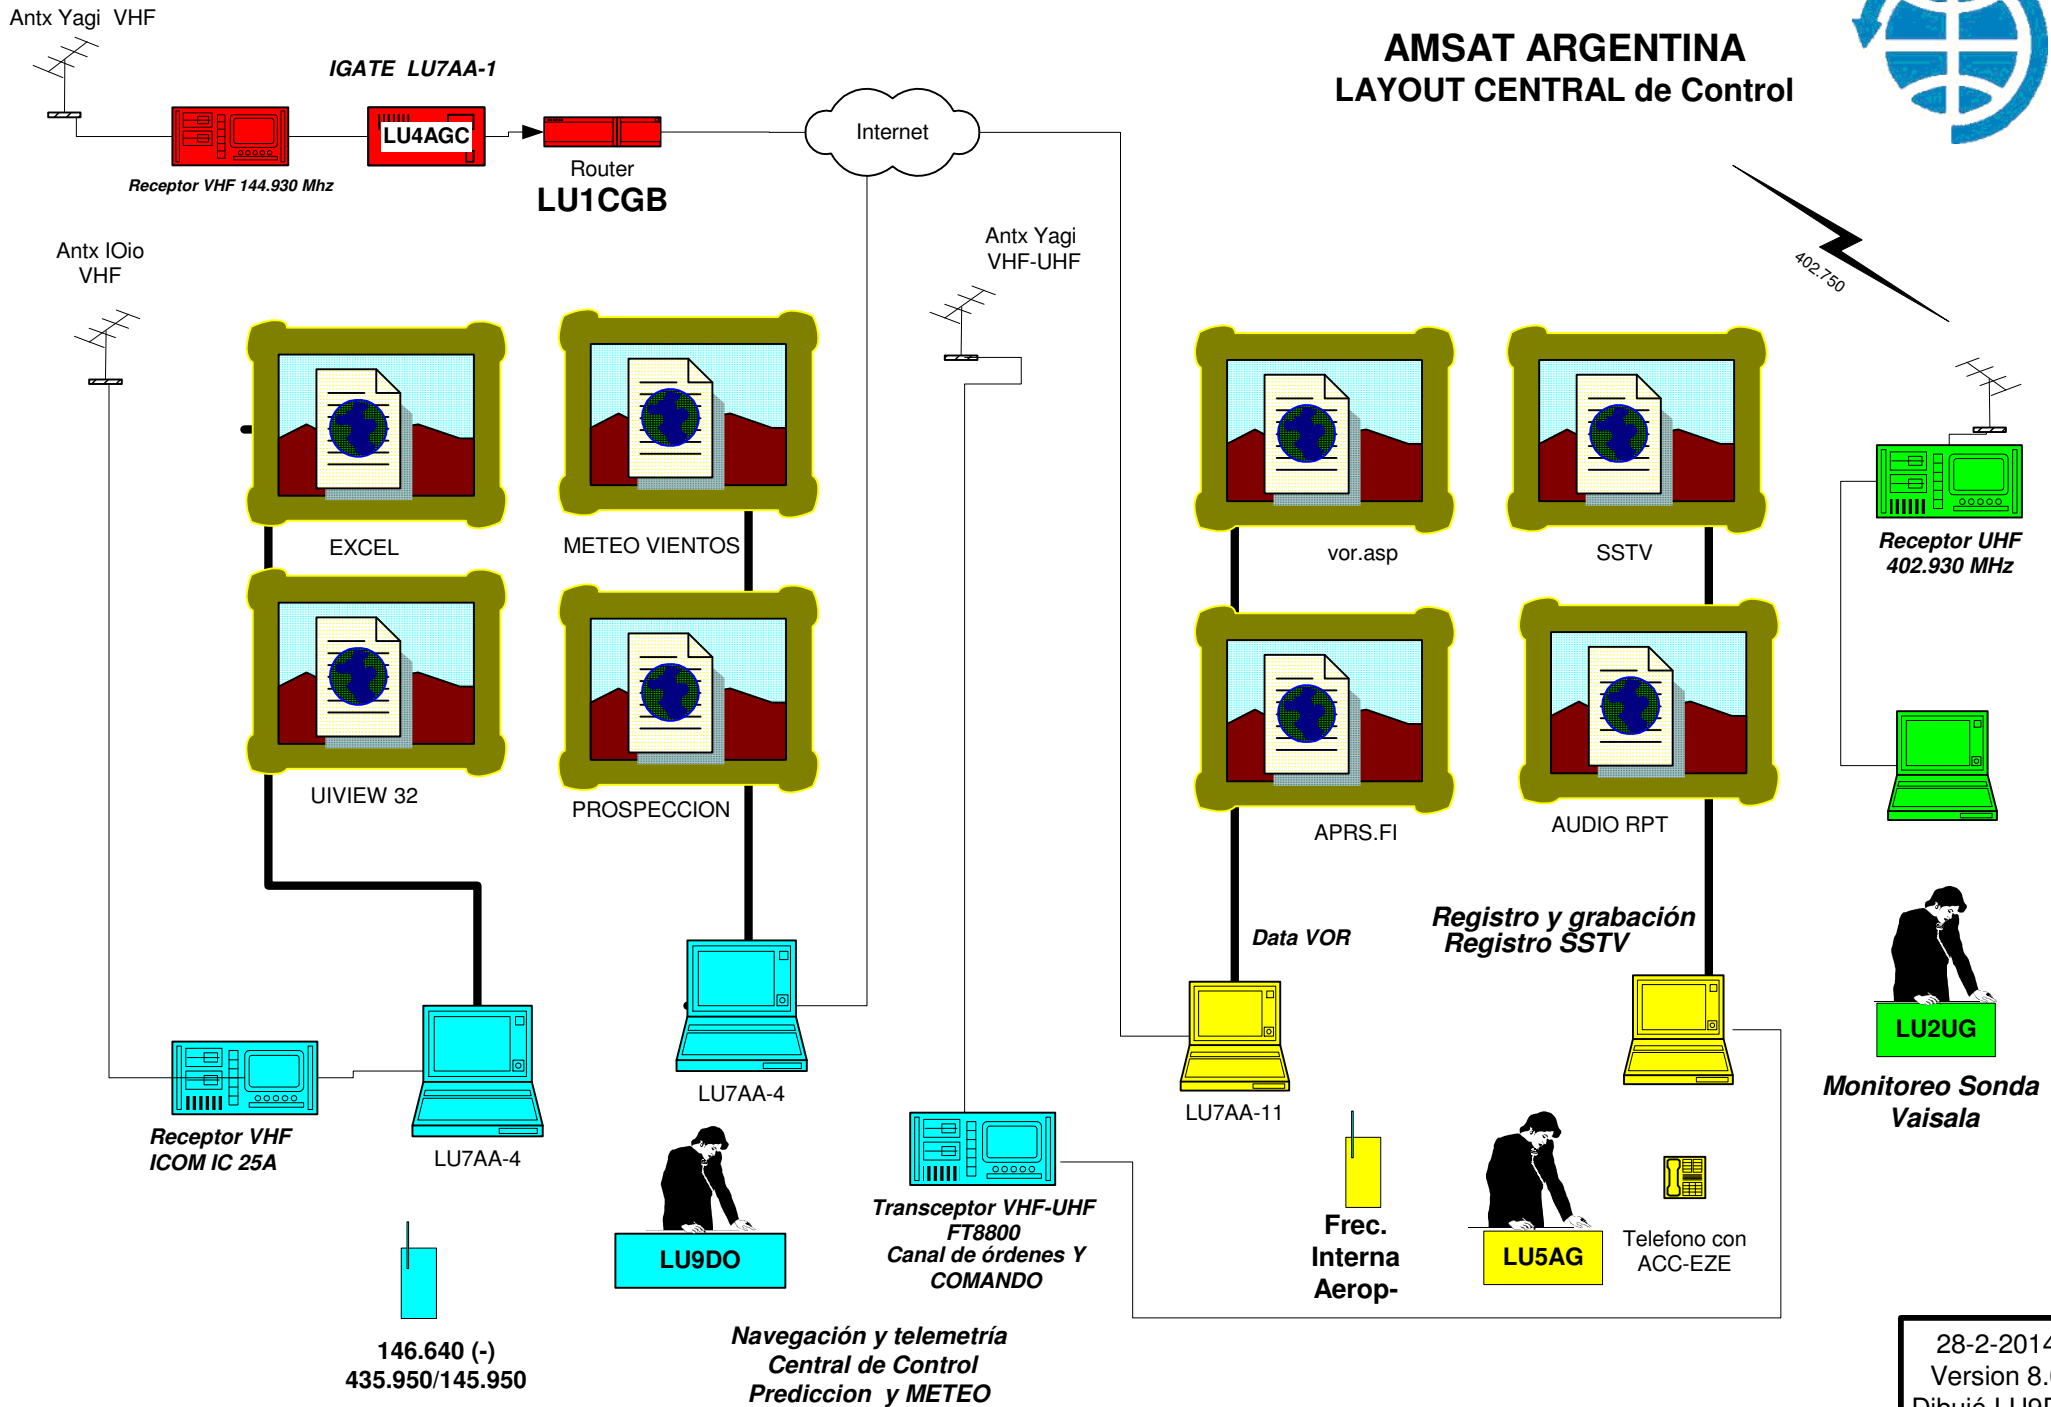 Antx Yagi VHF
IGATE LU7AA-1
AMSAT ARGENTINA
LAYOUT CENTRAL de Control
LU4AGC
Internet
Receptor VHF 144.930 Mhz
Router
LU1CGB
Antx IOio
VHF
Antx Yagi
VHF-UHF
402.750
EXCEL
METEO VIENTOS
vor.asp
SSTV
Receptor UHF
402.930 MHz
UIVIEW 32
PROSPECCION
APRS.FI
AUDIO RPT
Data VOR
Registro y grabación
Registro SSTV
LU2UG
Monitoreo Sonda
Vaisala
LU7AA-4
LU7AA-11
Receptor VHF
ICOM IC 25A
LU7AA-4
Transceptor VHF-UHF
FT8800
Canal de órdenes Y
COMANDO
LU9DO
Frec.
Interna
Aerop-
LU5AG
Telefono con
ACC-EZE
146.640 (-)
435.950/145.950
Navegación y telemetría
Central de Control
Prediccion y METEO
28-2-2014
Version 8.
Dibujó